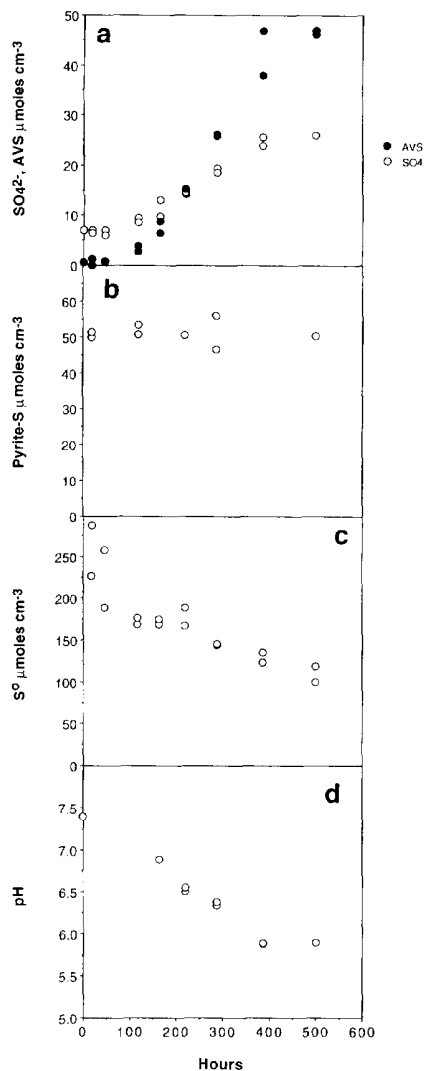 a
50
40
30
20
10
0
SO4²⁻, AVS μmoles cm⁻³
● AVS
○ SO4
b
60
50
40
30
20
10
0
Pyrite-S μmoles cm⁻³
c
250
200
150
100
50
0
S⁰ μmoles cm⁻³
d
7.5
7.0
6.5
6.0
5.5
5.0
pH
0 100 200 300 400 500 600
Hours